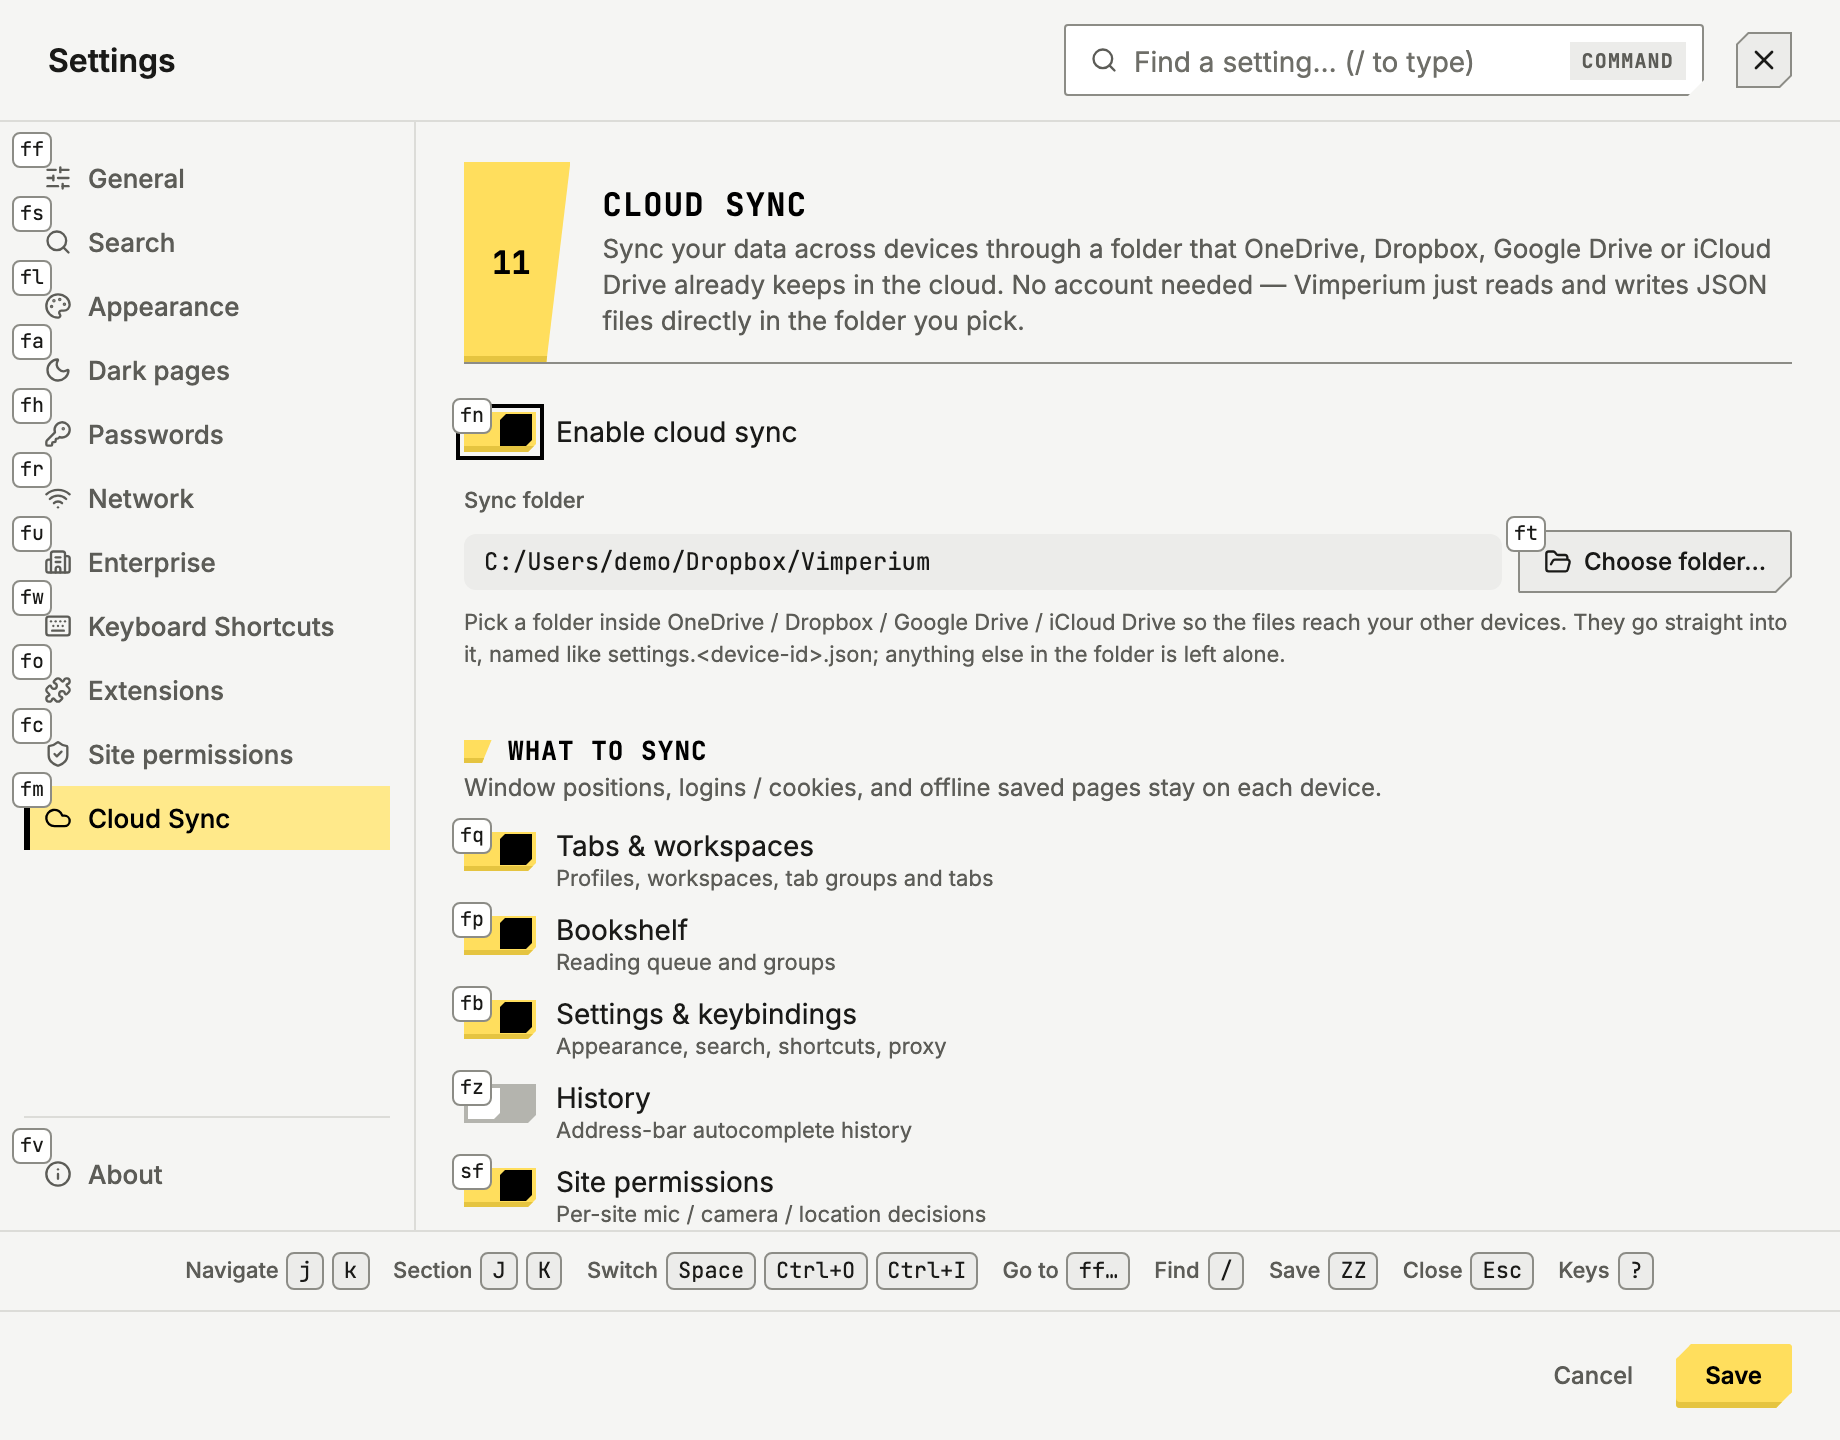 Settings
Find a setting... (/ to type)
COMMAND
ff
General
fs
Search
fl
Appearance
fa
Dark pages
fh
Passwords
fr
Network
fu
Enterprise
fw
Keyboard Shortcuts
fo
Extensions
fc
Site permissions
fm
Cloud Sync
fv
About
11
CLOUD SYNC
Sync your data across devices through a folder that OneDrive, Dropbox, Google Drive or iCloud
Drive already keeps in the cloud. No account needed — Vimperium just reads and writes JSON
files directly in the folder you pick.
fn
Enable cloud sync
Sync folder
C:/Users/demo/Dropbox/Vimperium
ft
Choose folder...
Pick a folder inside OneDrive / Dropbox / Google Drive / iCloud Drive so the files reach your other devices. They go straight into
it, named like settings.<device-id>.json; anything else in the folder is left alone.
WHAT TO SYNC
Window positions, logins / cookies, and offline saved pages stay on each device.
fq
Tabs & workspaces
Profiles, workspaces, tab groups and tabs
fp
Bookshelf
Reading queue and groups
fb
Settings & keybindings
Appearance, search, shortcuts, proxy
fz
History
Address-bar autocomplete history
sf
Site permissions
Per-site mic / camera / location decisions
Navigate j k Section J K Switch Space Ctrl+O Ctrl+I Go to ff… Find / Save ZZ Close Esc Keys ?
Cancel
Save